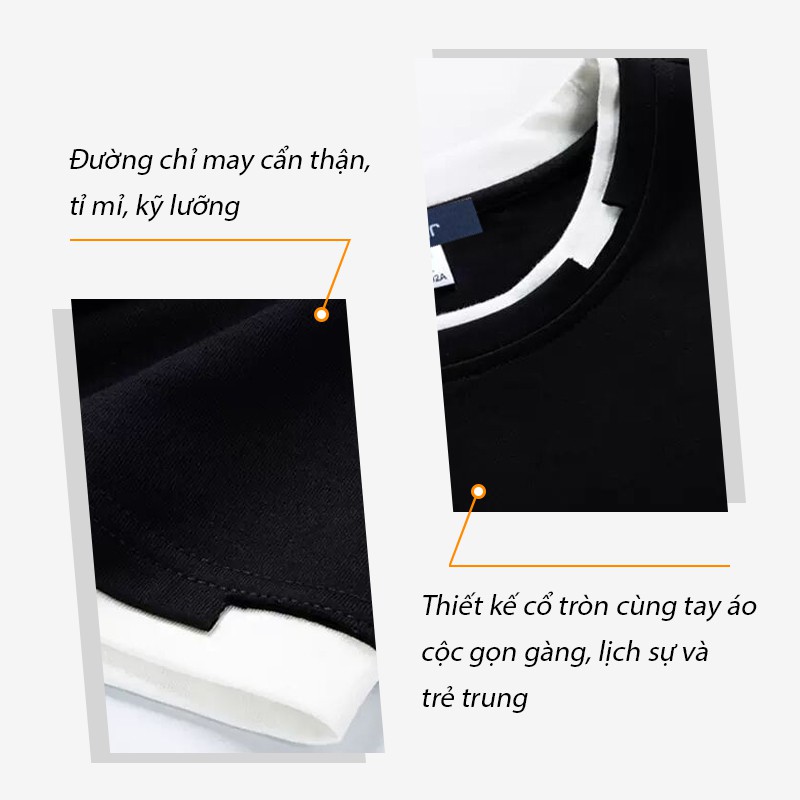 Đường chỉ may cẩn thận,
tỉ mỉ, kỹ lưỡng
Thiết kế cổ tròn cùng tay áo
cộc gọn gàng, lịch sự và
trẻ trung